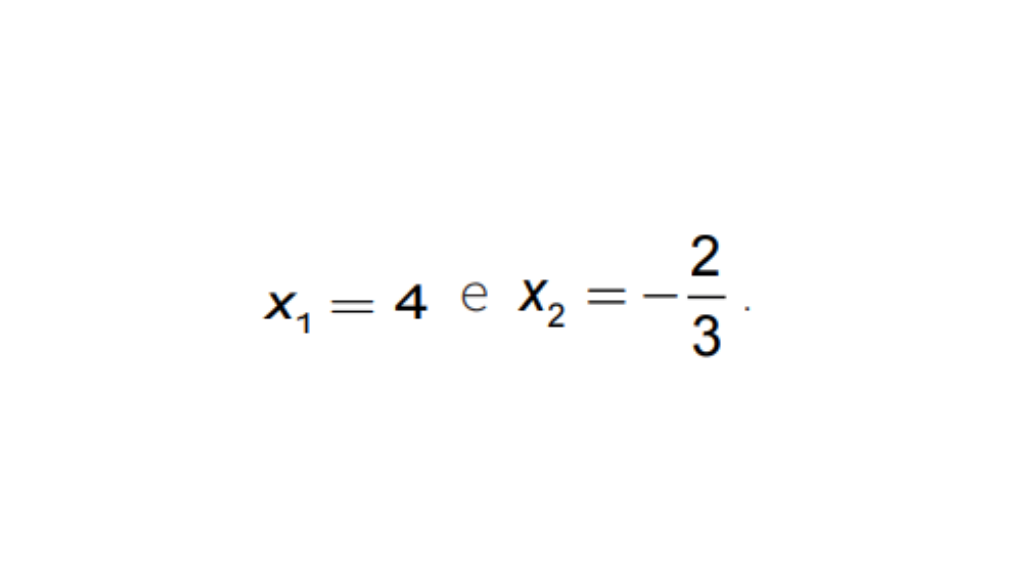 x₁ = 4 e x₂ = −2/3 .